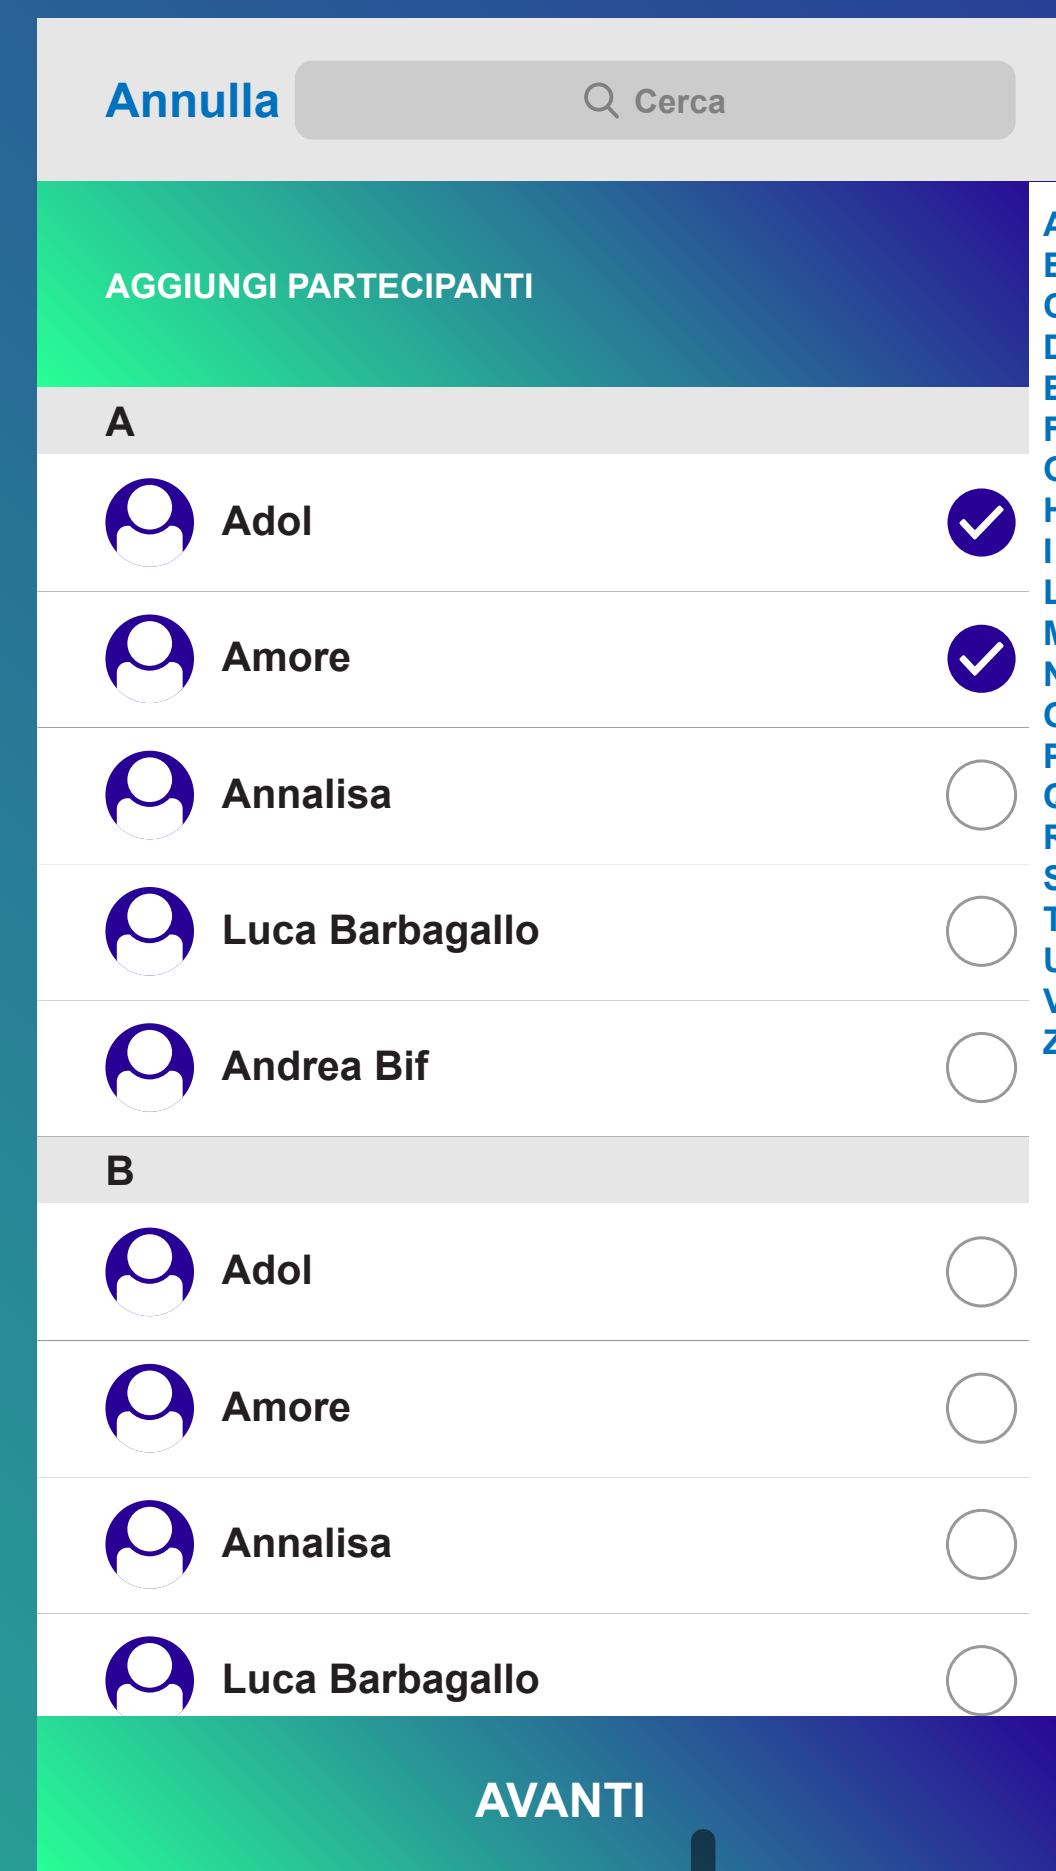 Annulla
Cerca
AGGIUNGI PARTECIPANTI
A
Adol
Amore
Annalisa
Luca Barbagallo
Andrea Bif
B
Adol
Amore
Annalisa
Luca Barbagallo
AVANTI
A
B
C
D
E
F
G
H
I
L
M
N
O
P
Q
R
S
T
U
V
Z